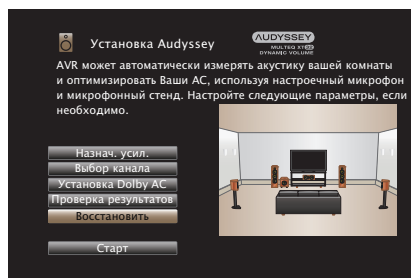 Установка Audyssey
AUDYSSEY
MULTEQ XT32
DYNAMIC VOLUME
AVR может автоматически измерять акустику вашей комнаты
и оптимизировать Ваши АС, используя настроечный микрофон
и микрофонный стенд. Настройте следующие параметры, если
необходимо.
Назнач. усил.
Выбор канала
Установка Dolby АС
Проверка результатов
Восстановить
Старт